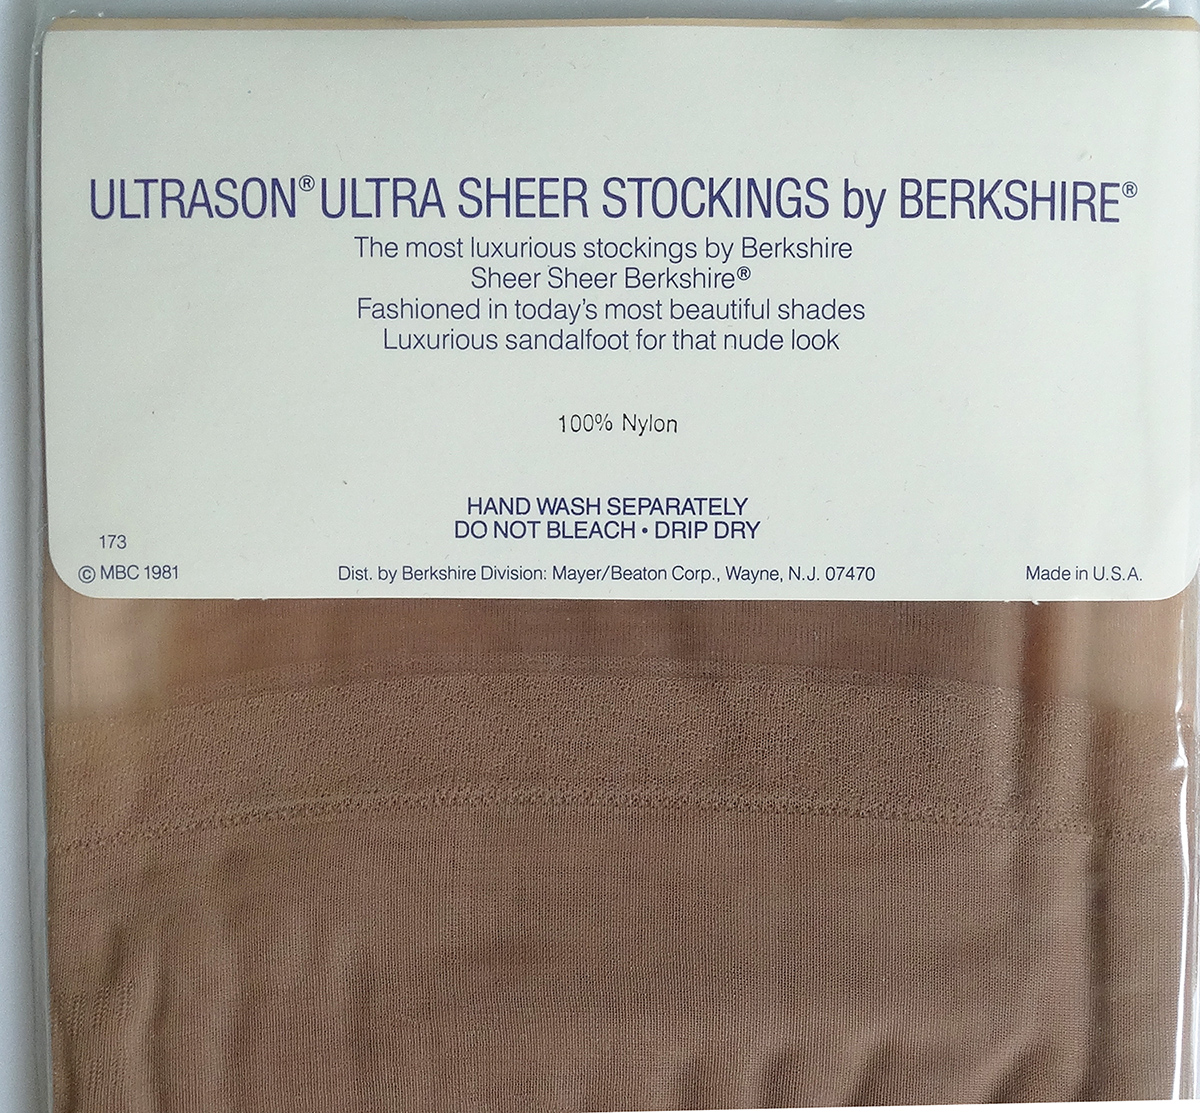 ULTRASON® ULTRA SHEER STOCKINGS by BERKSHIRE®
The most luxurious stockings by Berkshire
Sheer Sheer Berkshire®
Fashioned in today's most beautiful shades
Luxurious sandalfoot for that nude look
100% Nylon
HAND WASH SEPARATELY
DO NOT BLEACH • DRIP DRY
173
© MBC 1981 Dist. by Berkshire Division: Mayer/Beaton Corp., Wayne, N.J. 07470 Made in U.S.A.